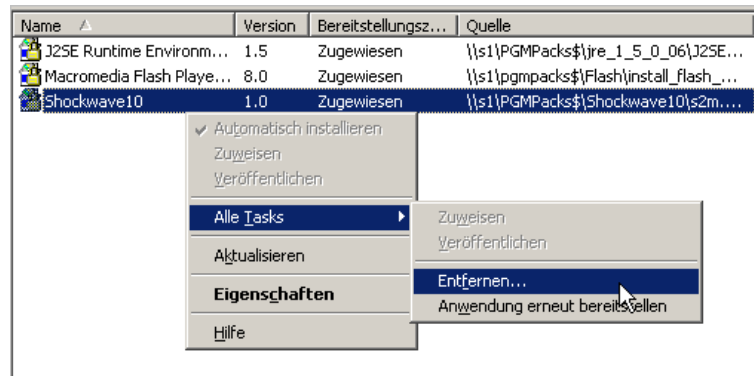 Name Version Bereitstellungsz... Quelle
J2SE Runtime Environm... 1.5 Zugewiesen \\s1\PGMPacks$\jre_1_5_0_06\J2SE...
Macromedia Flash Playe... 8.0 Zugewiesen \\s1\pgmpacks$\Flash\install_flash_...
Shockwave10 1.0 Zugewiesen \\s1\PGMPacks$\Shockwave10\s2m....
Automatisch installieren
Zuweisen
Veröffentlichen
Alle Tasks
Aktualisieren
Eigenschaften
Hilfe
Zuweisen
Veröffentlichen
Entfernen...
Anwendung erneut bereitstellen